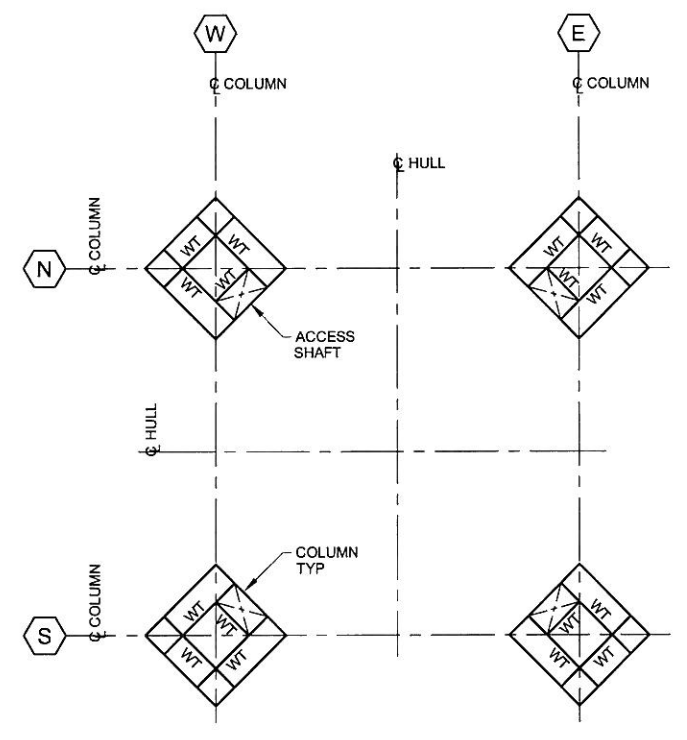 W
E
℄ COLUMN
℄ COLUMN
℄ HULL
℄ COLUMN
N
WT
WT
WT
WT
WT
WT
WT
WT
ACCESS
SHAFT
℄ HULL
COLUMN
TYP
℄ COLUMN
S
WT
WT
WT
WT
WT
WT
WT
WT